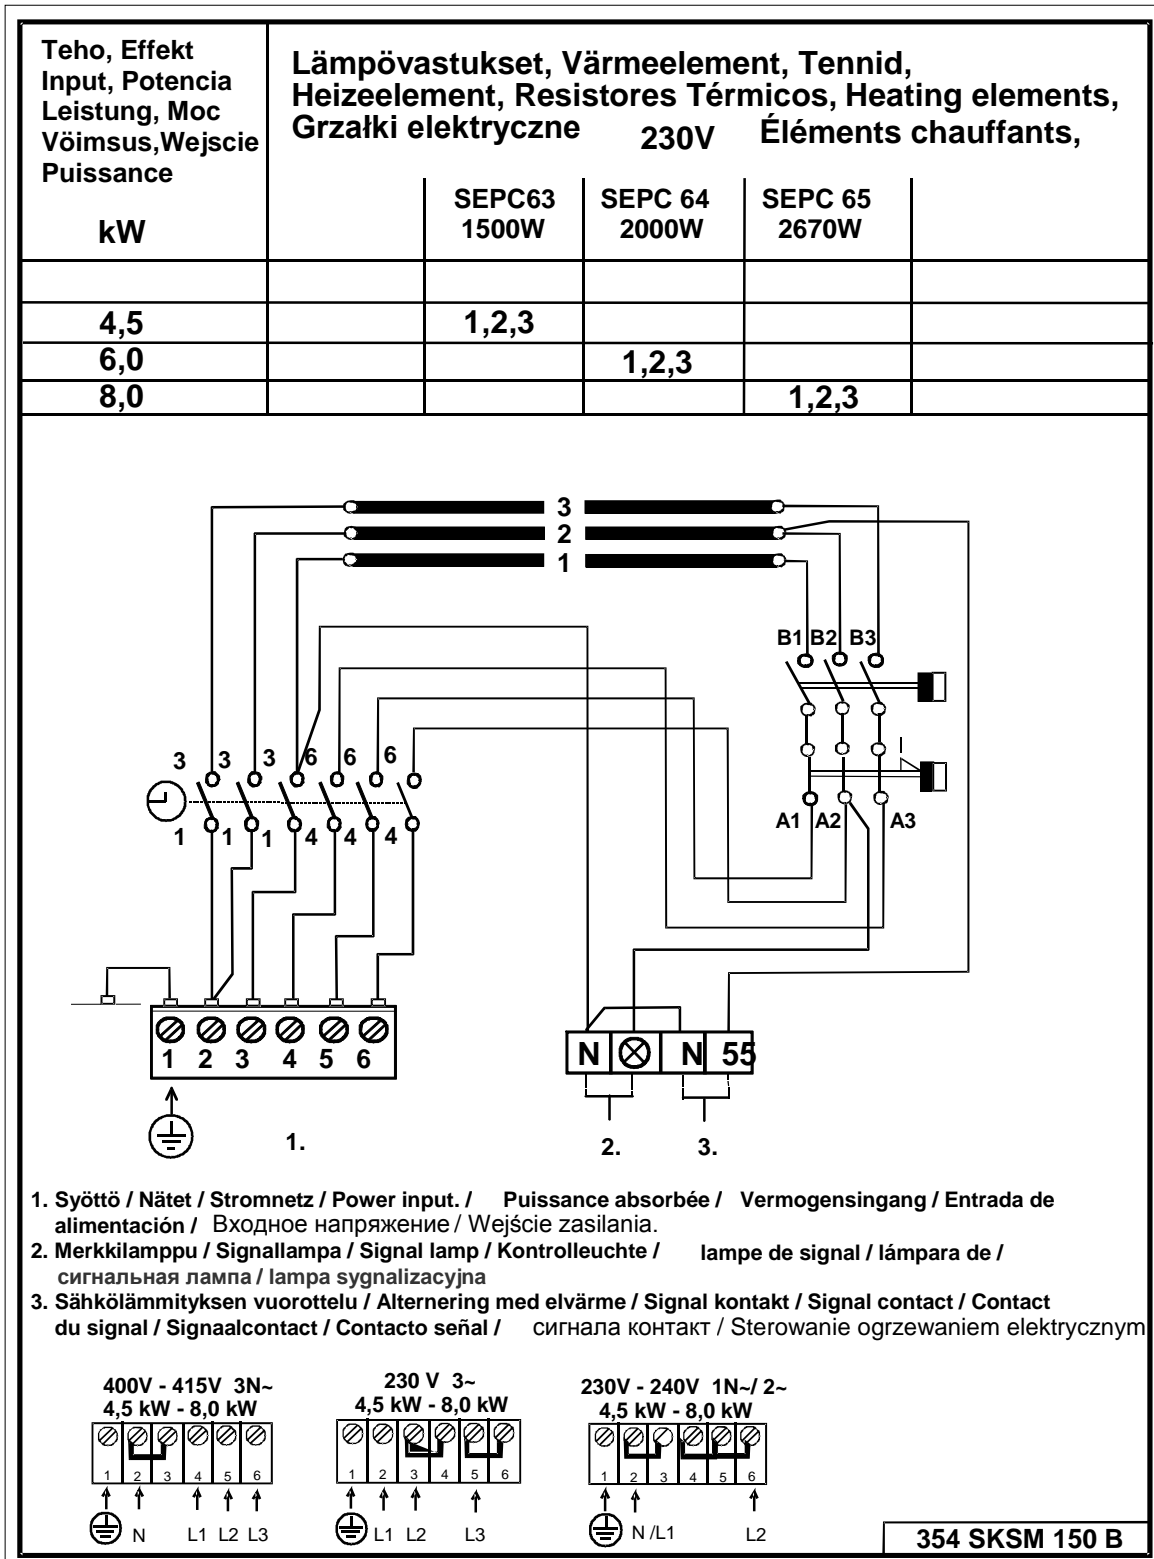 Teho, Effekt
Input, Potencia
Leistung, Moc
Vöimsus,Wejscie
Puissance
kW
Lämpövastukset, Värmeelement, Tennid,
Heizeelement, Resistores Térmicos, Heating elements,
Grzałki elektryczne 230V Éléments chauffants,
SEPC63 SEPC 64 SEPC 65
1500W 2000W 2670W
4,5 1,2,3
6,0 1,2,3
8,0 1,2,3
3
2
1
B1 B2 B3
3 3 3 6 6 6
1 1 1 4 4 4
A1 A2 A3
1 2 3 4 5 6
N N 55
1. 2. 3.
1. Syöttö / Nätet / Stromnetz / Power input. / Puissance absorbée / Vermogensingang / Entrada de
alimentación / Входное напряжение / Wejście zasilania.
2. Merkkilamppu / Signallampa / Signal lamp / Kontrolleuchte / lampe de signal / lámpara de /
сигнальная лампа / lampa sygnalizacyjna
3. Sähkölämmityksen vuorottelu / Alternering med elvärme / Signal kontakt / Signal contact / Contact
du signal / Signaalcontact / Contacto señal / сигнала контакт / Sterowanie ogrzewaniem elektrycznym
400V - 415V 3N~
4,5 kW - 8,0 kW
1 2 3 4 5 6
N L1 L2 L3
230 V 3~
4,5 kW - 8,0 kW
1 2 3 4 5 6
L1 L2 L3
230V - 240V 1N~/ 2~
4,5 kW - 8,0 kW
1 2 3 4 5 6
N /L1 L2
354 SKSM 150 B